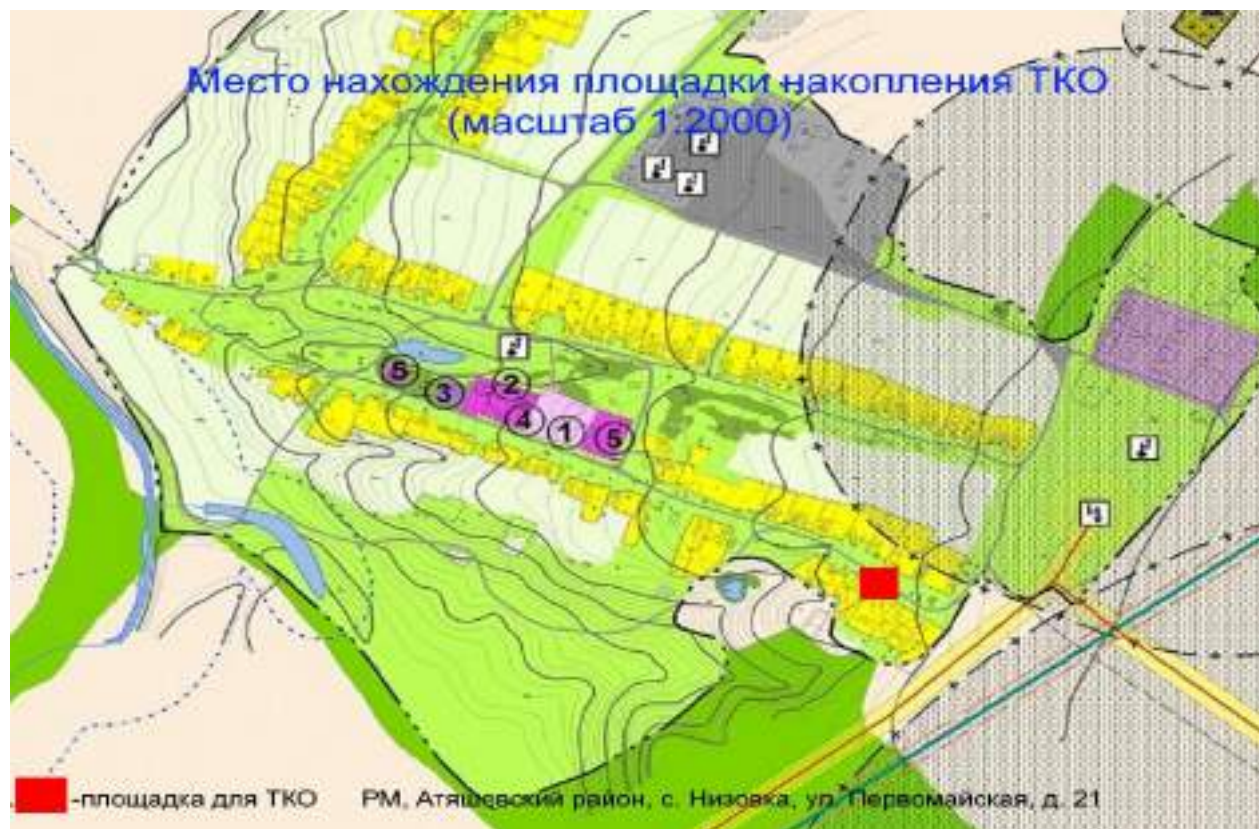 Место нахождения площадки накопления ТКО
(масштаб 1:2000)
6
3
2
4
1
5
-площадка для ТКО РМ, Атяшевский район, с. Низовка, ул. Первомайская, д. 21